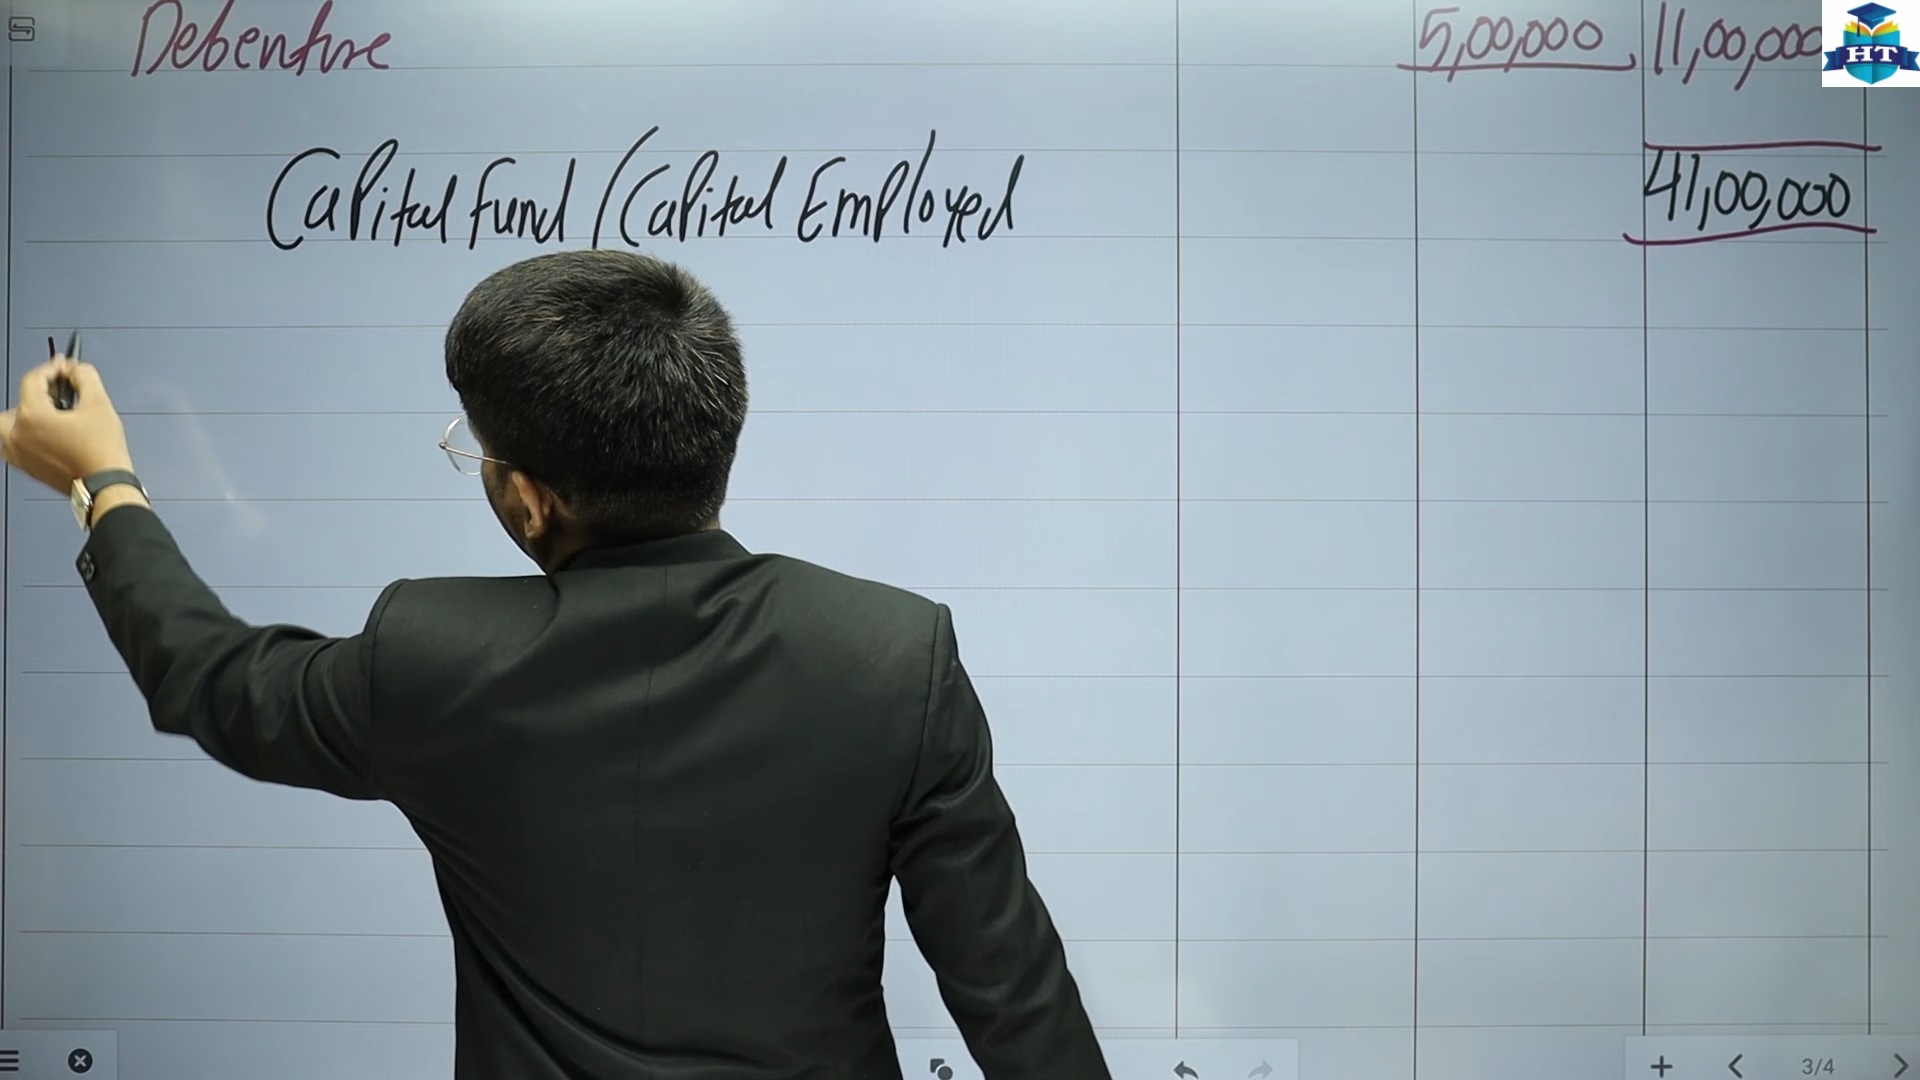 Debenture 5,00,000 11,00,000
HT
Capital Fund / Capital Employed 41,00,000
3/4